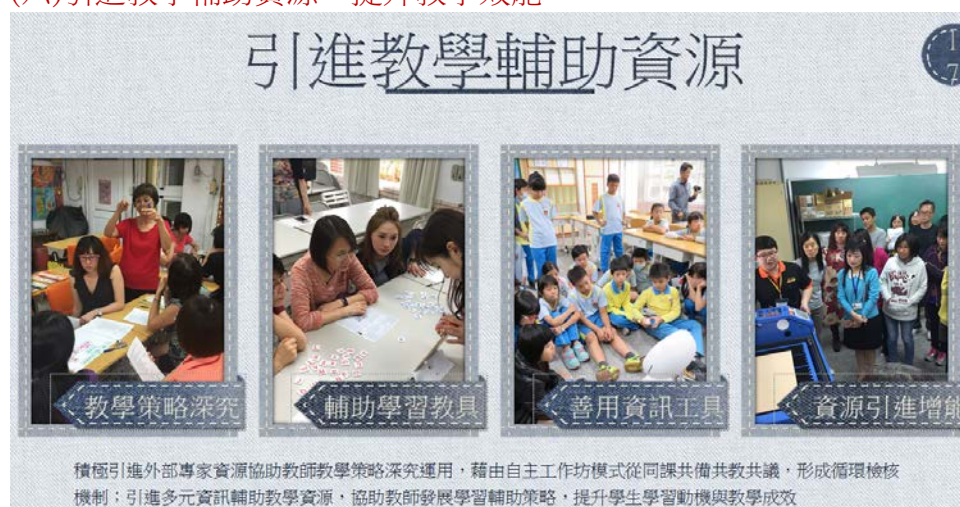 引進教學輔助資源
17
教學策略深究
輔助學習教具
善用資訊工具
資源引進增能
積極引進外部專家資源協助教師教學策略深究運用，藉由自主工作坊模式從同課共備共教共議，形成循環檢核
機制；引進多元資訊輔助教學資源，協助教師發展學習輔助策略，提升學生學習動機與教學成效